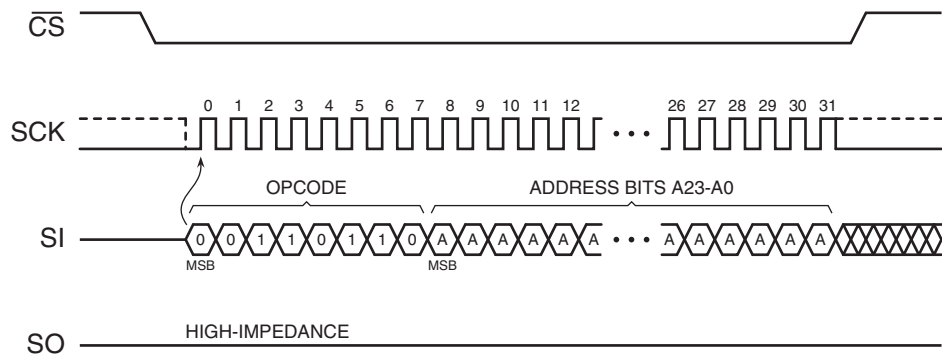 CS
0 1 2 3 4 5 6 7 8 9 10 11 12 26 27 28 29 30 31
SCK
OPCODE ADDRESS BITS A23-A0
SI 0 0 1 1 0 1 1 0 A A A A A A A A A A A A
MSB MSB
HIGH-IMPEDANCE
SO